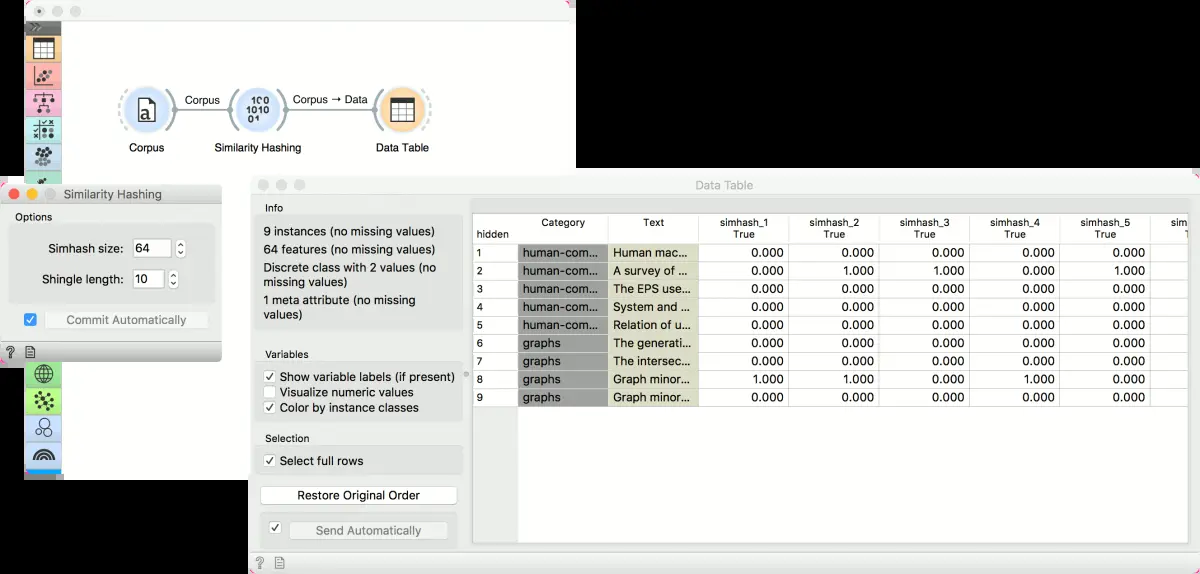 Corpus
Corpus → Data
100
1010
01
a
Corpus
Similarity Hashing
Data Table
Similarity Hashing
Options
Simhash size: 64
Shingle length: 10
Commit Automatically
?
Data Table
Info
9 instances (no missing values)
64 features (no missing values)
Discrete class with 2 values (no
missing values)
1 meta attribute (no missing
values)
Variables
Show variable labels (if present)
Visualize numeric values
Color by instance classes
Selection
Select full rows
Restore Original Order
Send Automatically
?
Category Text simhash_1 simhash_2 simhash_3 simhash_4 simhash_5 sim
hidden True True True True True
1 human-com... Human mac... 0.000 0.000 0.000 0.000 0.000
2 human-com... A survey of ... 0.000 1.000 1.000 0.000 1.000
3 human-com... The EPS use... 0.000 0.000 0.000 0.000 0.000
4 human-com... System and ... 0.000 0.000 0.000 0.000 0.000
5 human-com... Relation of u... 0.000 0.000 0.000 0.000 0.000
6 graphs The generati... 0.000 0.000 0.000 0.000 0.000
7 graphs The intersec... 0.000 0.000 0.000 0.000 0.000
8 graphs Graph minor... 1.000 1.000 0.000 1.000 0.000
9 graphs Graph minor... 0.000 0.000 0.000 0.000 0.000